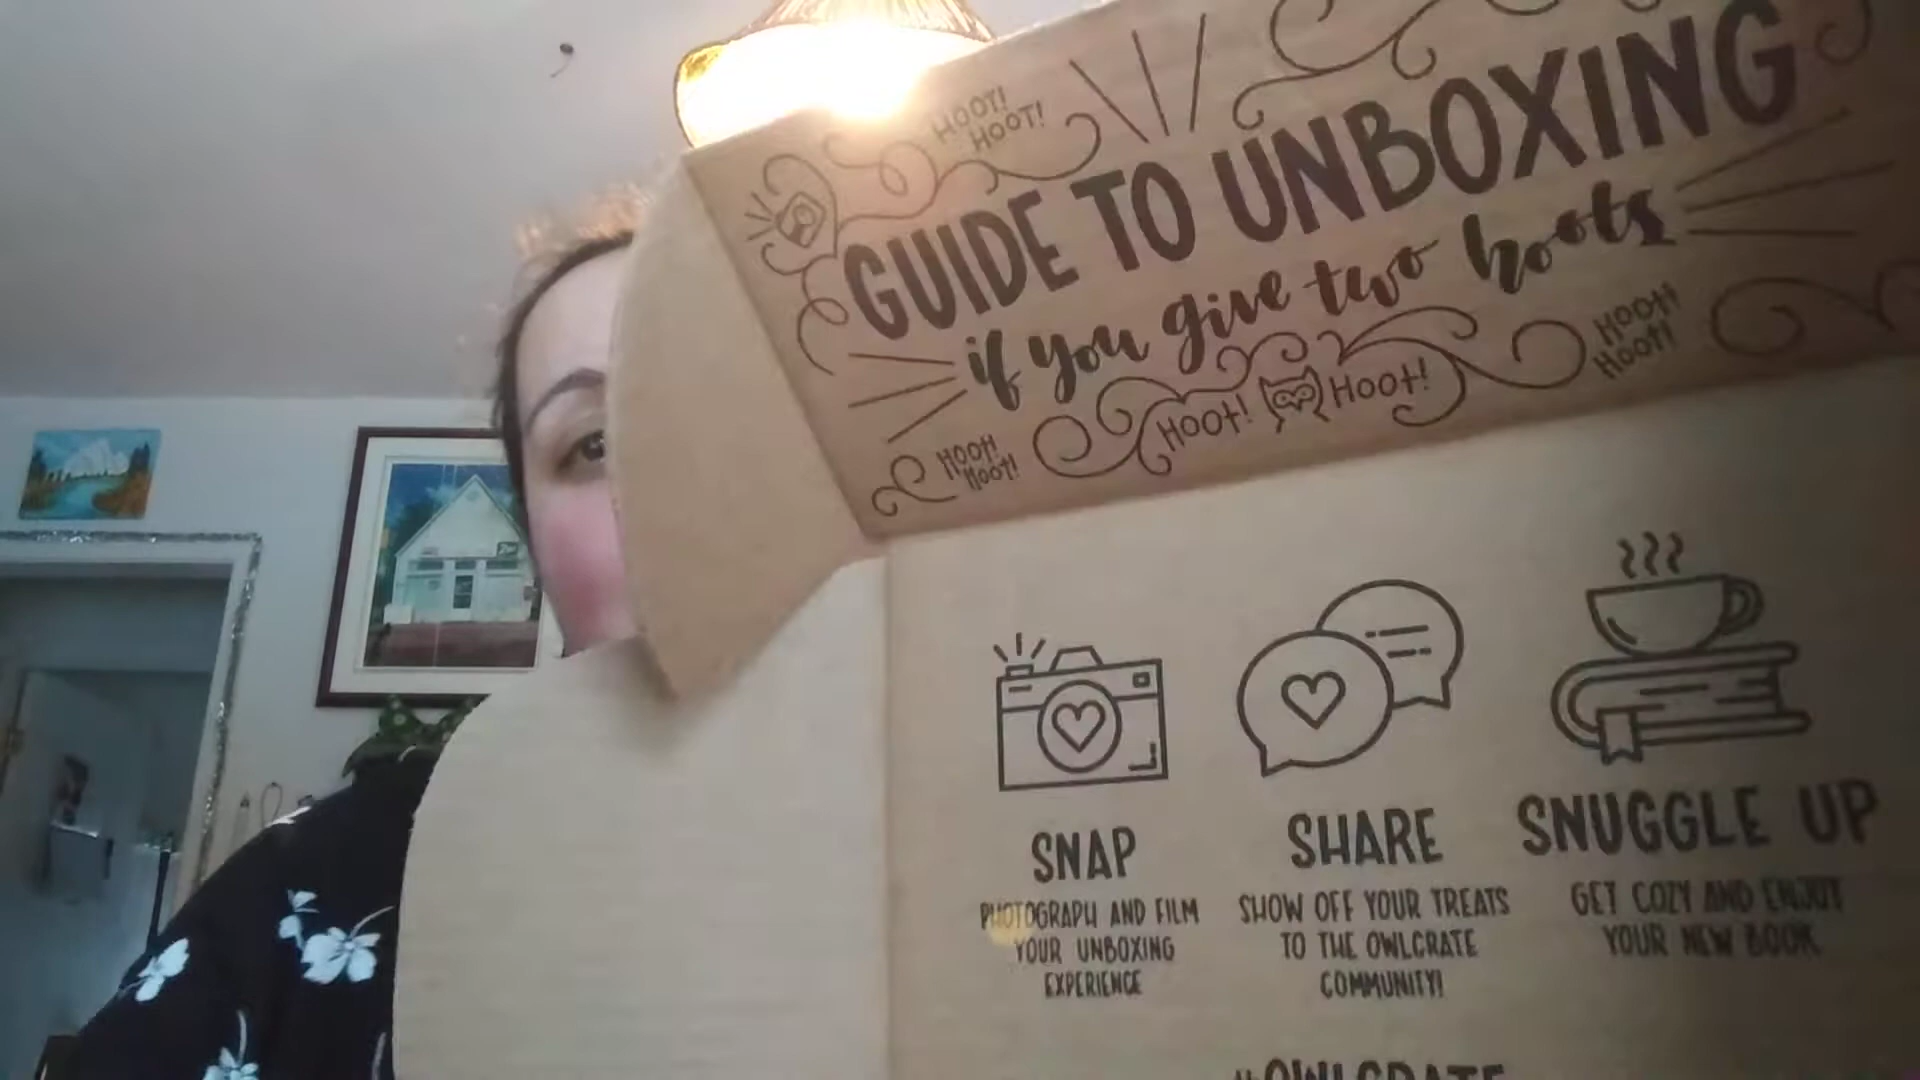 HOOT!
HOOT!
GUIDE TO UNBOXING
if you give two hoots
HOOT!
HOOT!
HOOT! HOOT!
HOOT!
HOOT!
SNAP
PHOTOGRAPH AND FILM
YOUR UNBOXING
EXPERIENCE
SHARE
SHOW OFF YOUR TREATS
TO THE OWLCRATE
COMMUNITY!
SNUGGLE UP
GET COZY AND ENJOY
YOUR NEW BOOK
#OWLCRATE